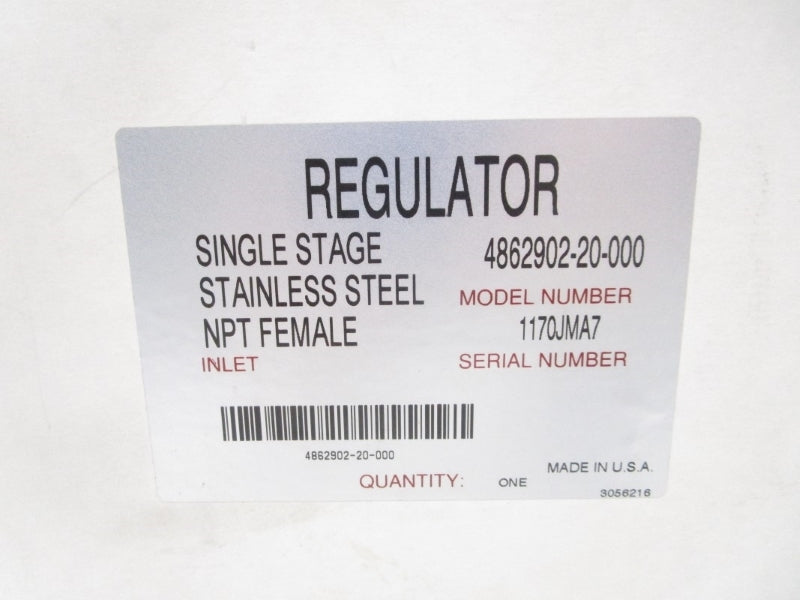 REGULATOR
SINGLE STAGE 4862902-20-000
STAINLESS STEEL MODEL NUMBER
NPT FEMALE 1170JMA7
INLET SERIAL NUMBER
4862902-20-000
QUANTITY: ONE MADE IN U.S.A.
3056216